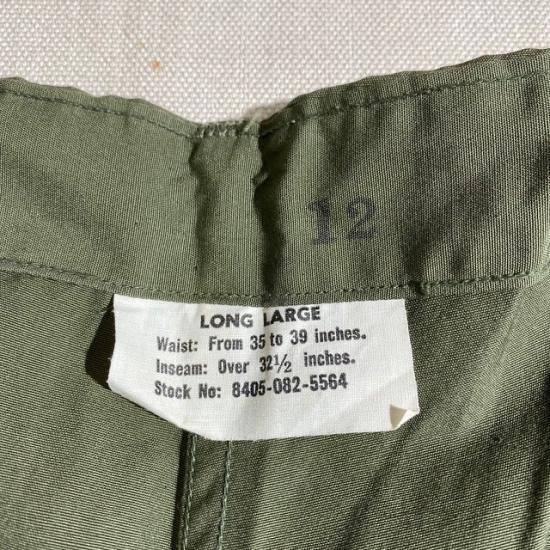 12
LONG LARGE
Waist: From 35 to 39 inches.
Inseam: Over 32½ inches.
Stock No: 8405-082-5564